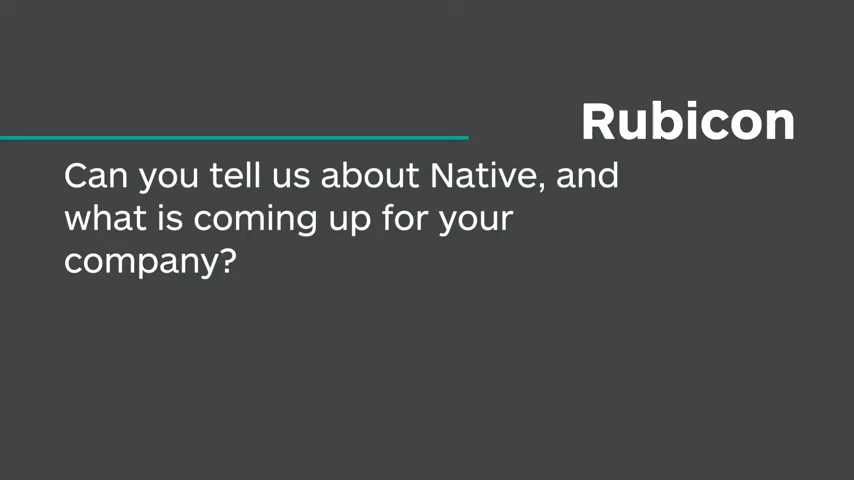 Rubicon
Can you tell us about Native, and
what is coming up for your
company?